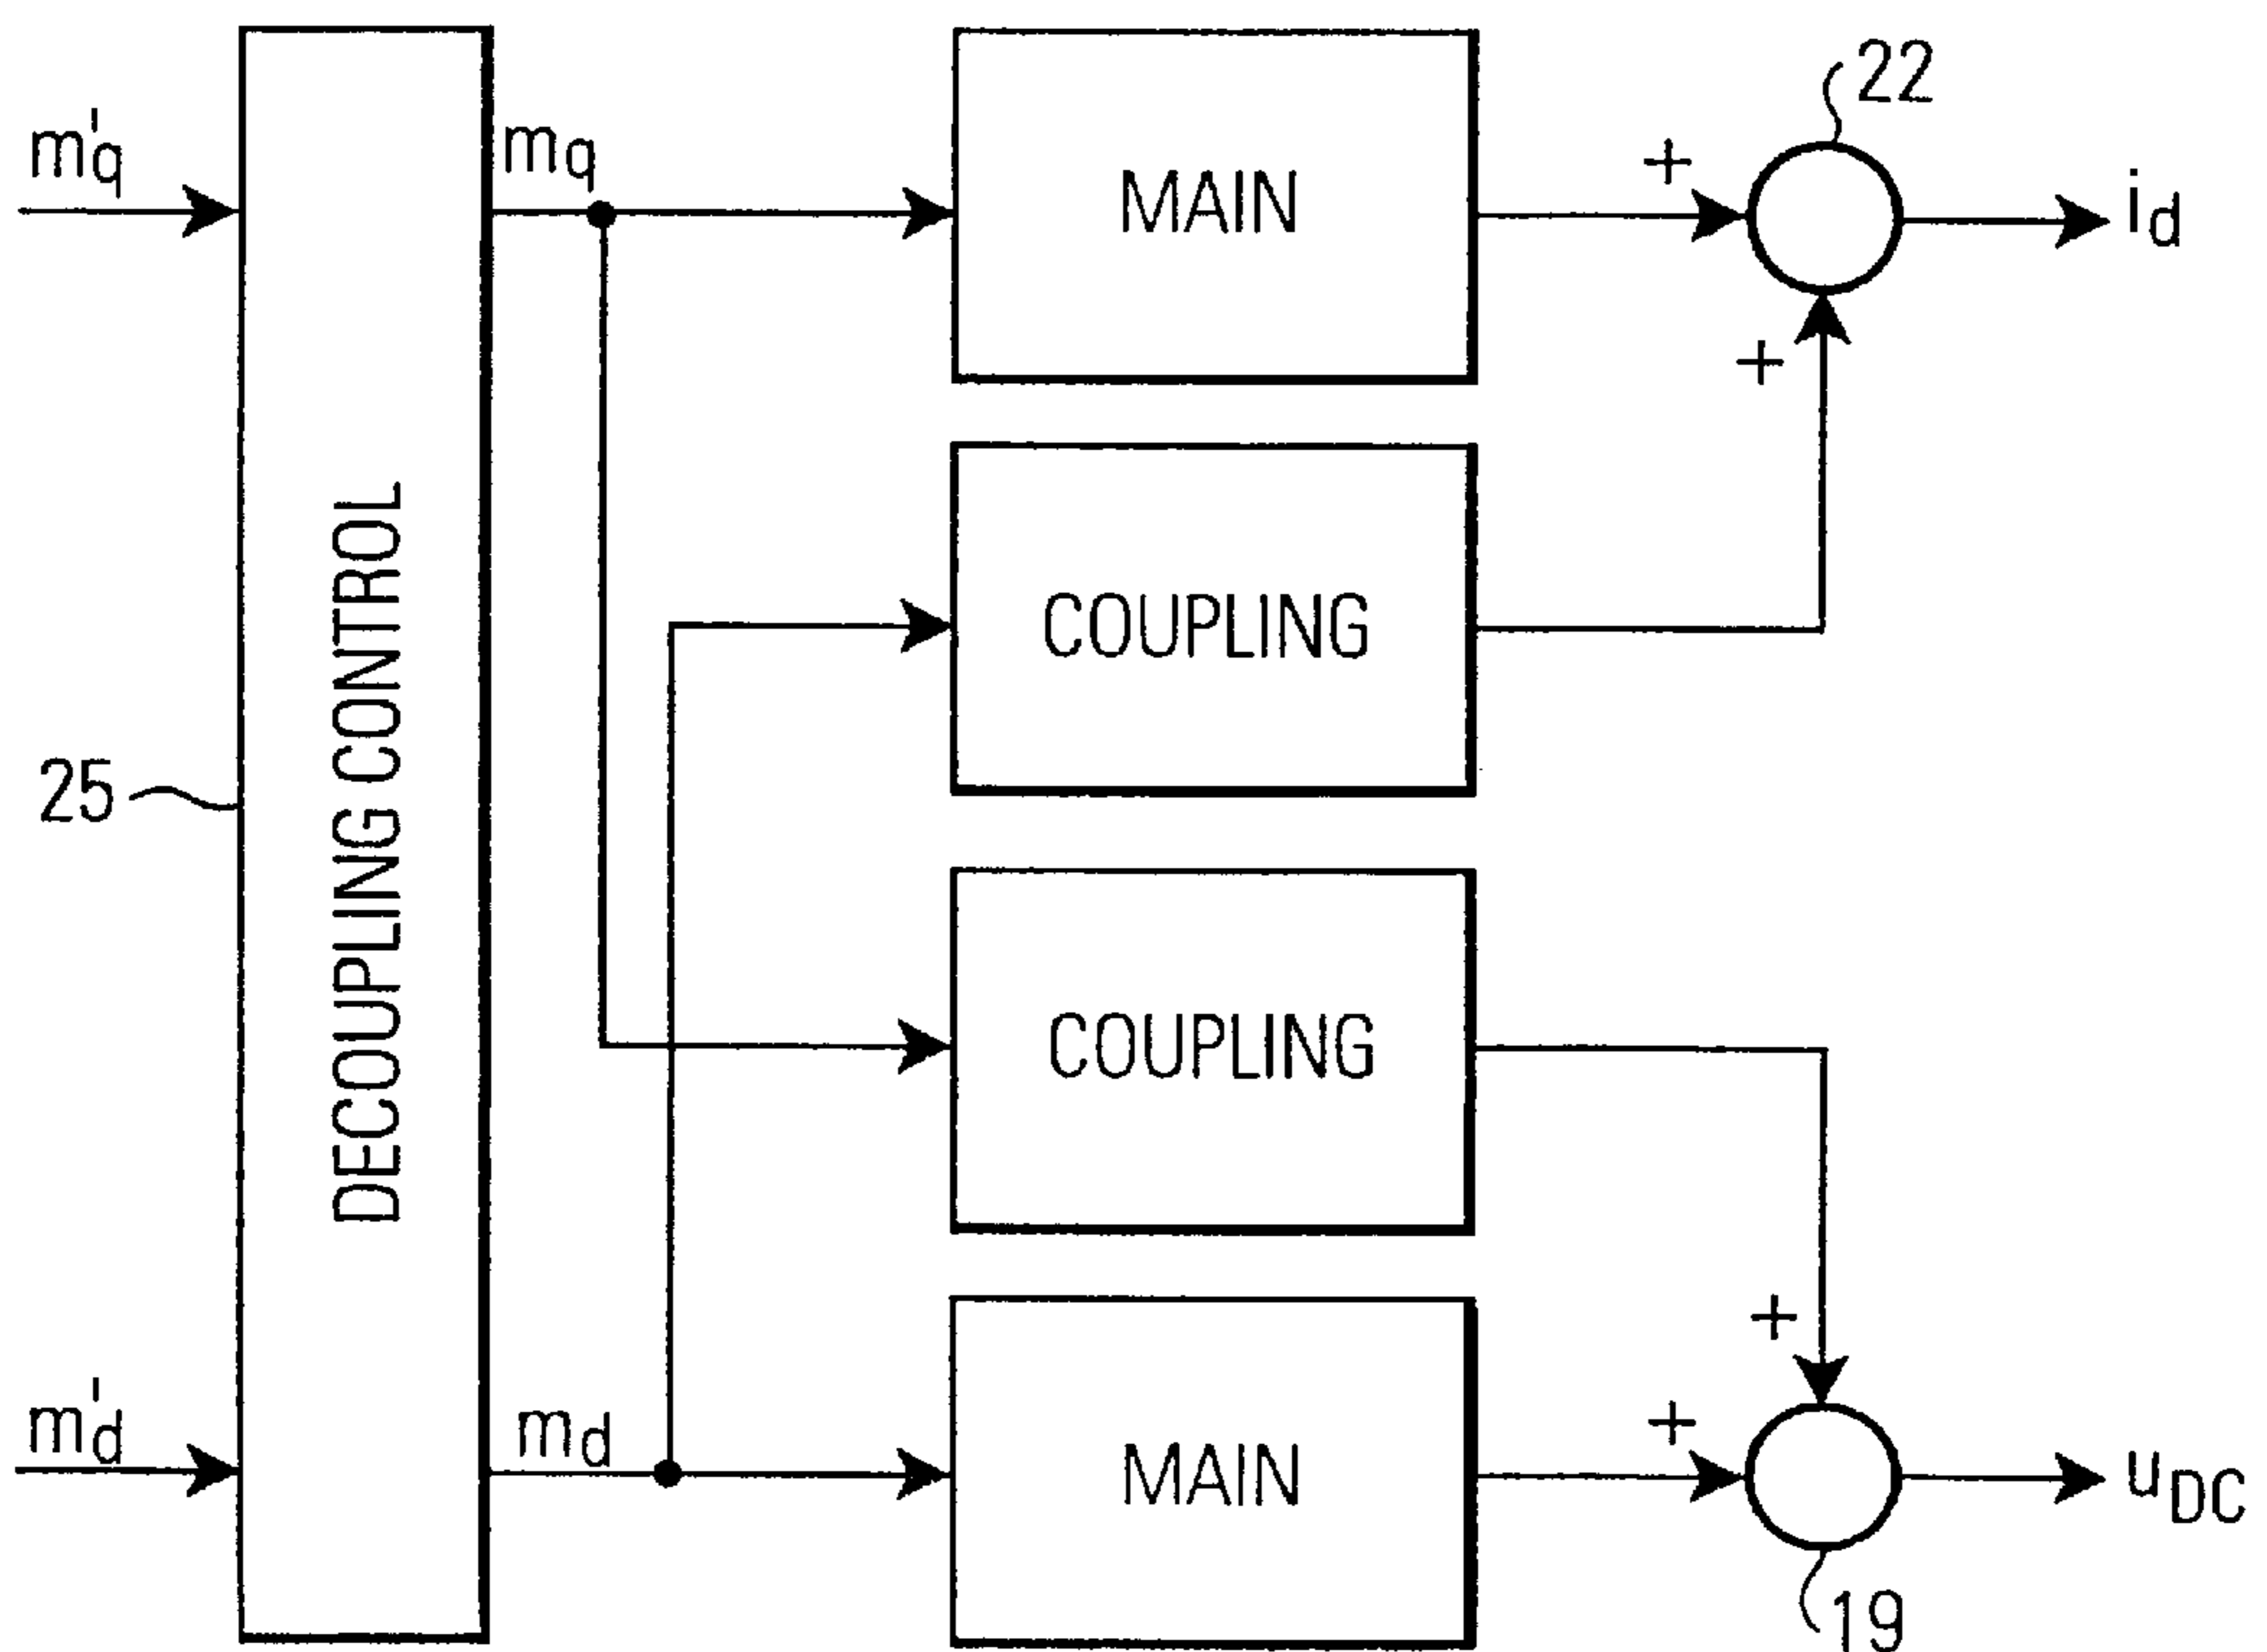 22
m'q
mq
MAIN
+
id
+
DECOUPLING CONTROL
COUPLING
25
COUPLING
+
m'd
md
MAIN
+
uDC
19